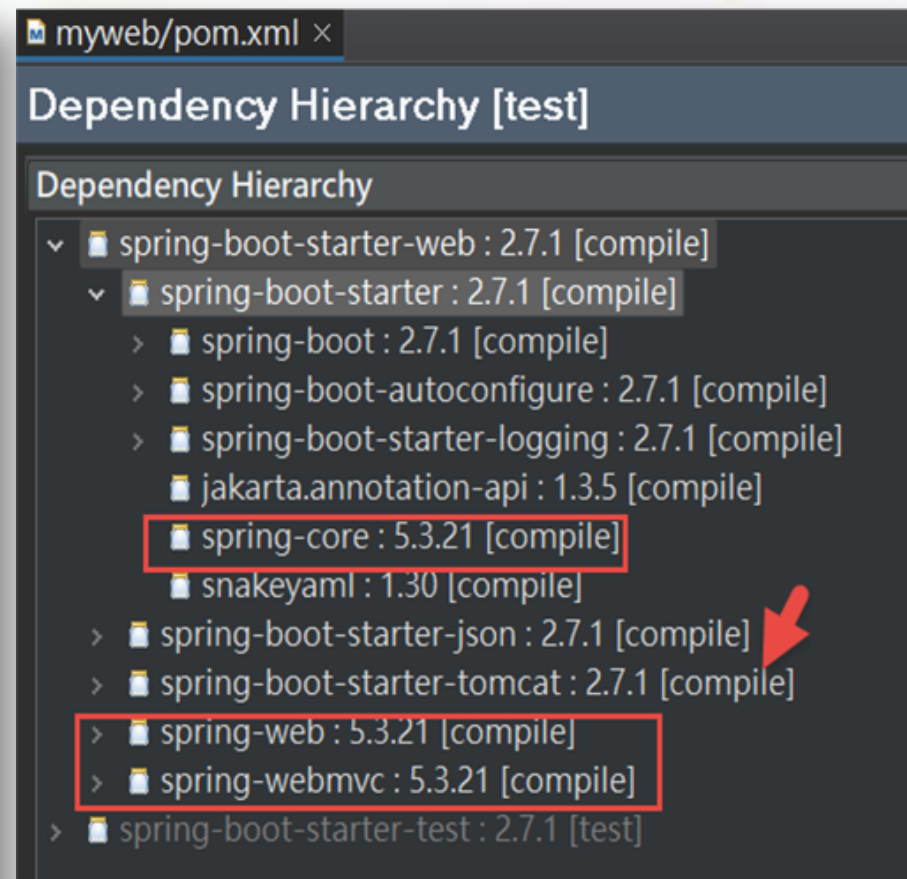 myweb/pom.xml ×
Dependency Hierarchy [test]
Dependency Hierarchy
spring-boot-starter-web : 2.7.1 [compile]
spring-boot-starter : 2.7.1 [compile]
spring-boot : 2.7.1 [compile]
spring-boot-autoconfigure : 2.7.1 [compile]
spring-boot-starter-logging : 2.7.1 [compile]
jakarta.annotation-api : 1.3.5 [compile]
spring-core : 5.3.21 [compile]
snakeyaml : 1.30 [compile]
spring-boot-starter-json : 2.7.1 [compile]
spring-boot-starter-tomcat : 2.7.1 [compile]
spring-web : 5.3.21 [compile]
spring-webmvc : 5.3.21 [compile]
spring-boot-starter-test : 2.7.1 [test]